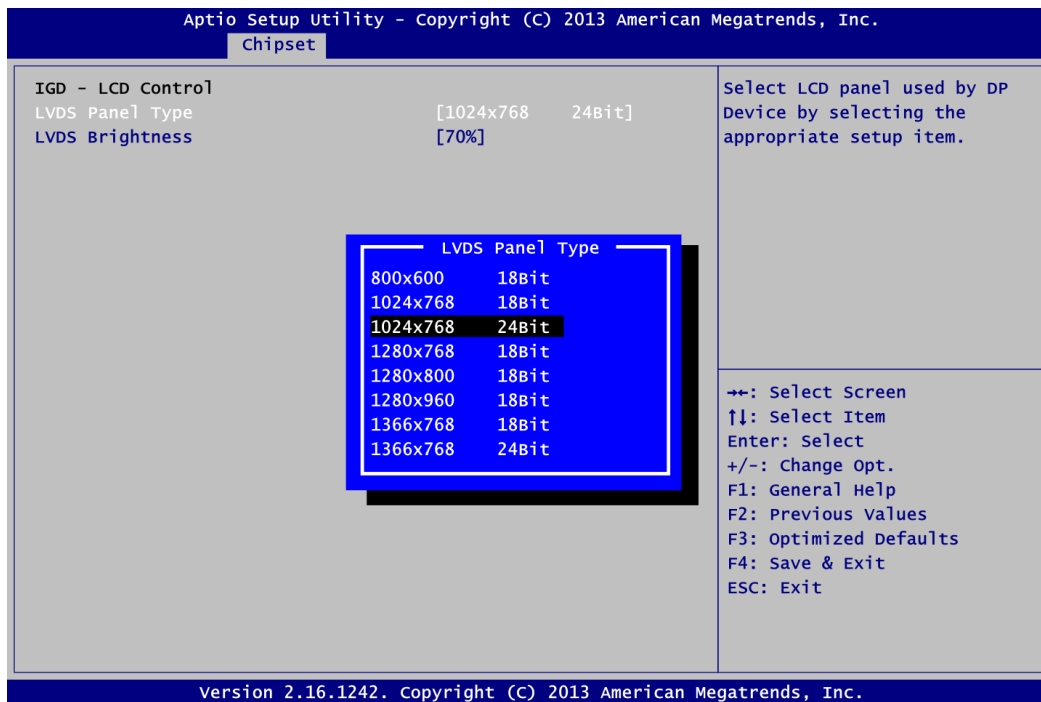 Aptio Setup Utility – Copyright (C) 2013 American Megatrends, Inc.
Chipset
IGD – LCD Control
LVDS Panel Type [1024x768 24Bit]
LVDS Brightness [70%]
Select LCD panel used by DP
Device by selecting the
appropriate setup item.
LVDS Panel Type
800x600 18Bit
1024x768 18Bit
1024x768 24Bit
1280x768 18Bit
1280x800 18Bit
1280x960 18Bit
1366x768 18Bit
1366x768 24Bit
→←: Select Screen
↑↓: Select Item
Enter: Select
+/-: Change Opt.
F1: General Help
F2: Previous Values
F3: Optimized Defaults
F4: Save & Exit
ESC: Exit
Version 2.16.1242. Copyright (C) 2013 American Megatrends, Inc.